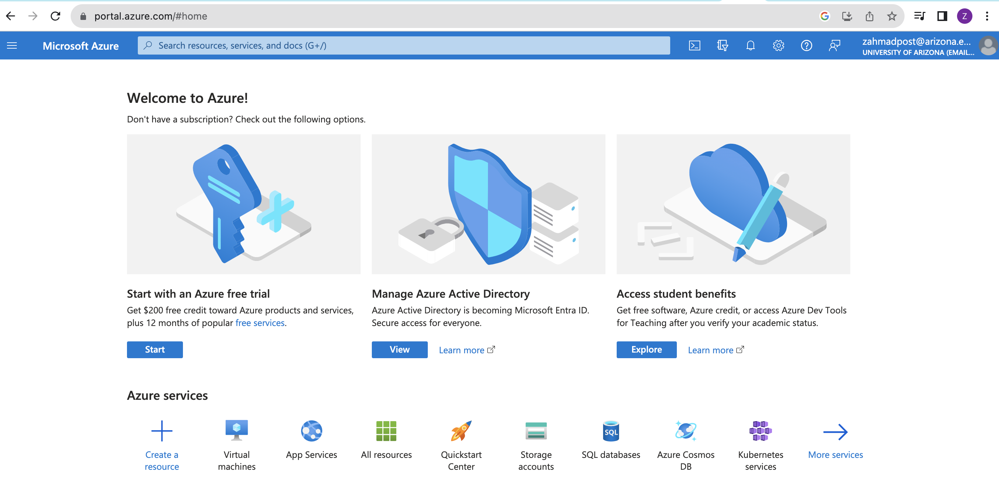 portal.azure.com/#home
Z
Microsoft Azure
Search resources, services, and docs (G+/)
zahmadpost@arizona.e...
UNIVERSITY OF ARIZONA (EMAIL...
Welcome to Azure!
Don't have a subscription? Check out the following options.
Start with an Azure free trial
Get $200 free credit toward Azure products and services,
plus 12 months of popular free services.
Start
Manage Azure Active Directory
Azure Active Directory is becoming Microsoft Entra ID.
Secure access for everyone.
View
Learn more
Access student benefits
Get free software, Azure credit, or access Azure Dev Tools
for Teaching after you verify your academic status.
Explore
Learn more
Azure services
Create a
resource
Virtual
machines
App Services
All resources
Quickstart
Center
Storage
accounts
SQL
SQL databases
Azure Cosmos
DB
Kubernetes
services
More services